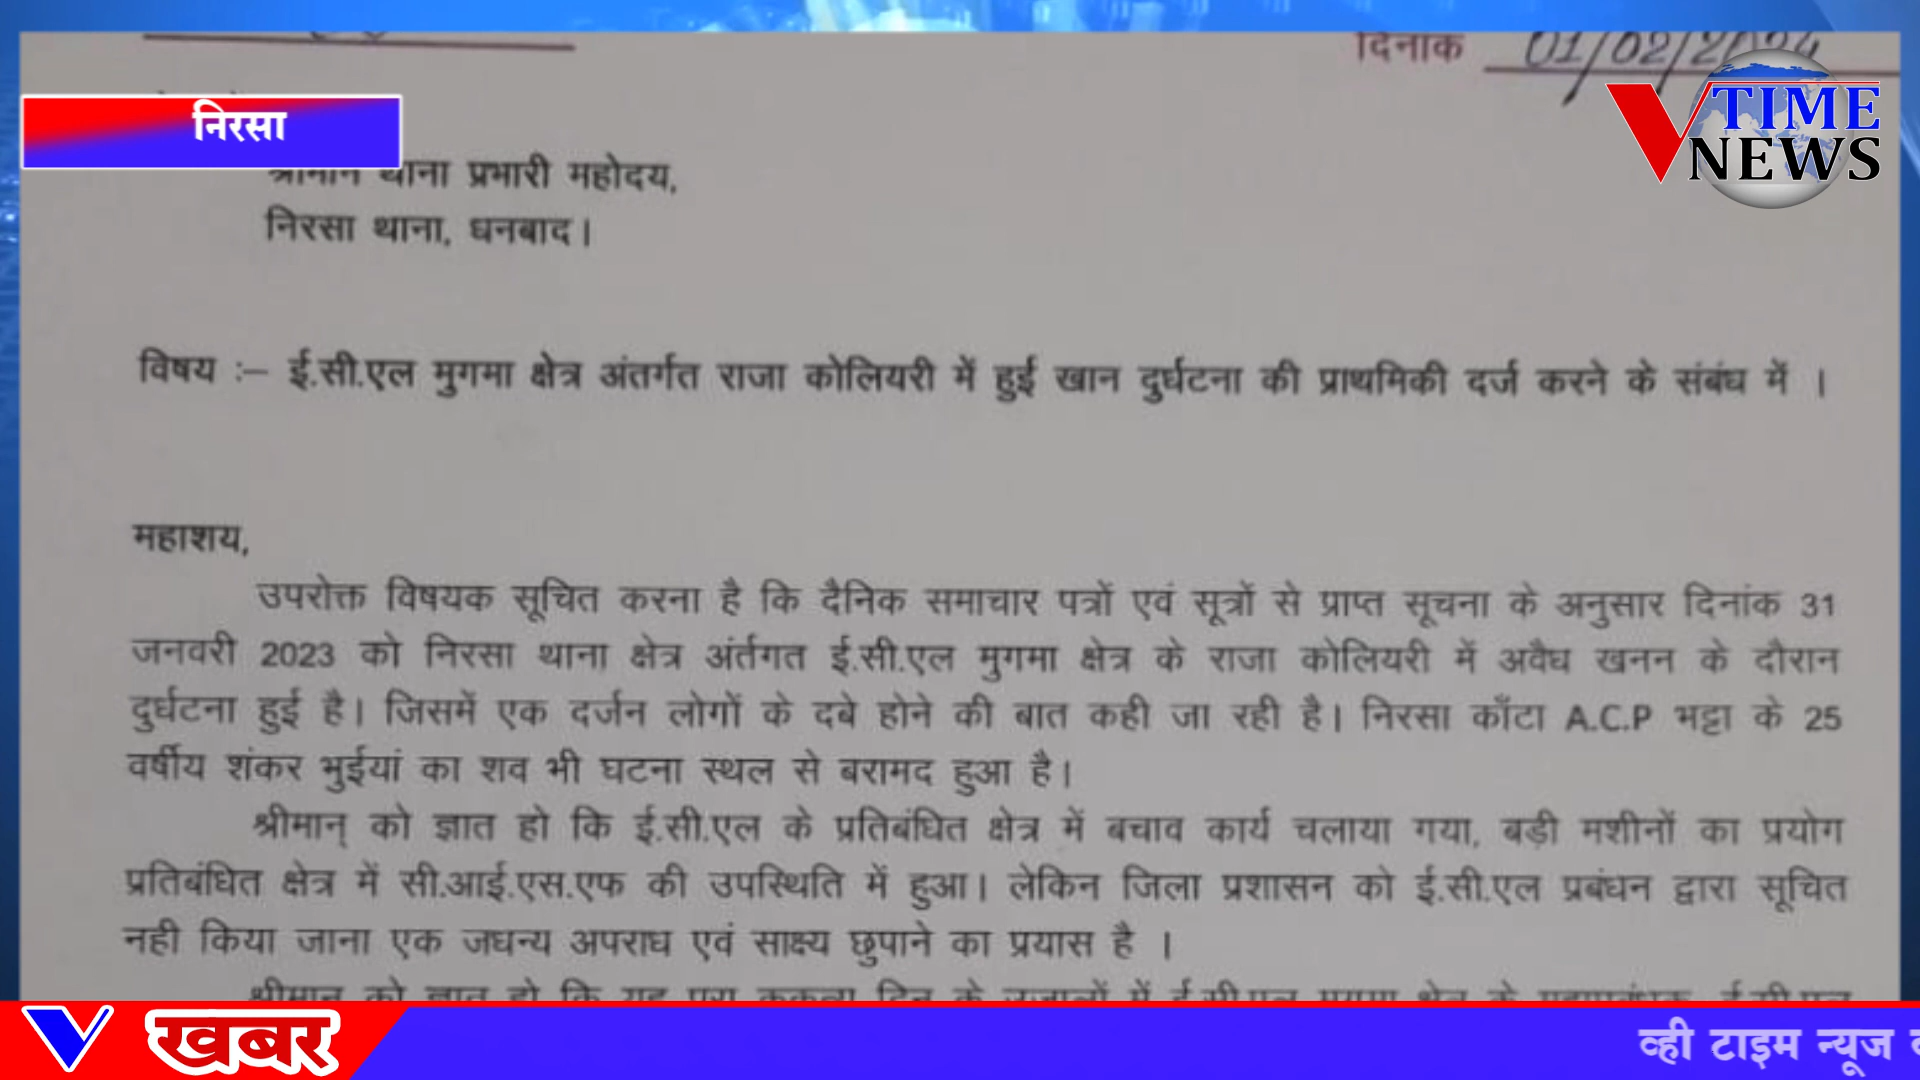 दिनांक 01/02/2024
निरसा
V TIME NEWS
श्रीमान थाना प्रभारी महोदय,
निरसा थाना, धनबाद।
विषय :– ई.सी.एल मुगमा क्षेत्र अंतर्गत राजा कोलियरी में हुई खान दुर्घटना की प्राथमिकी दर्ज करने के संबंध में ।
महाशय,
उपरोक्त विषयक सूचित करना है कि दैनिक समाचार पत्रों एवं सूत्रों से प्राप्त सूचना के अनुसार दिनांक 31
जनवरी 2023 को निरसा थाना क्षेत्र अंर्तगत ई.सी.एल मुगमा क्षेत्र के राजा कोलियरी में अवैध खनन के दौरान
दुर्घटना हुई है। जिसमें एक दर्जन लोगों के दबे होने की बात कही जा रही है। निरसा काँटा A.C.P भट्टा के 25
वर्षीय शंकर भुईयां का शव भी घटना स्थल से बरामद हुआ है।
श्रीमान् को ज्ञात हो कि ई.सी.एल के प्रतिबंधित क्षेत्र में बचाव कार्य चलाया गया, बड़ी मशीनों का प्रयोग
प्रतिबंधित क्षेत्र में सी.आई.एस.एफ की उपस्थिति में हुआ। लेकिन जिला प्रशासन को ई.सी.एल प्रबंधन द्वारा सूचित
नही किया जाना एक जघन्य अपराध एवं साक्ष्य छुपाने का प्रयास है ।
श्रीमान् को ज्ञात हो कि यह पूरा
V खबर
व्ही टाइम न्यूज